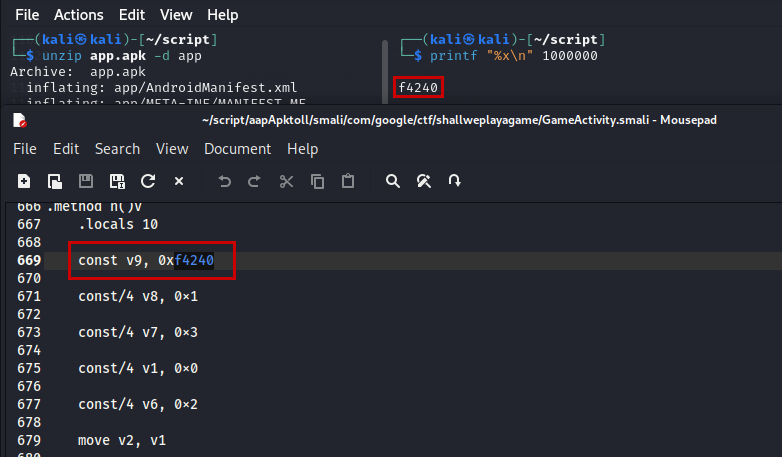 File Actions Edit View Help
┌──(kali㉿kali)-[~/script]
└─$ unzip app.apk -d app
Archive:  app.apk
  inflating: app/AndroidManifest.xml
  inflating: app/META-INF/MANIFEST.MF
┌──(kali㉿kali)-[~/script]
└─$ printf "%x\n" 1000000
f4240
~/script/aapApktoll/smali/com/google/ctf/shallweplayagame/GameActivity.smali - Mousepad
File Edit Search View Document Help
666 .method n()V
667     .locals 10
668
669     const v9, 0xf4240
670
671     const/4 v8, 0×1
672
673     const/4 v7, 0×3
674
675     const/4 v1, 0×0
676
677     const/4 v6, 0×2
678
679     move v2, v1
680